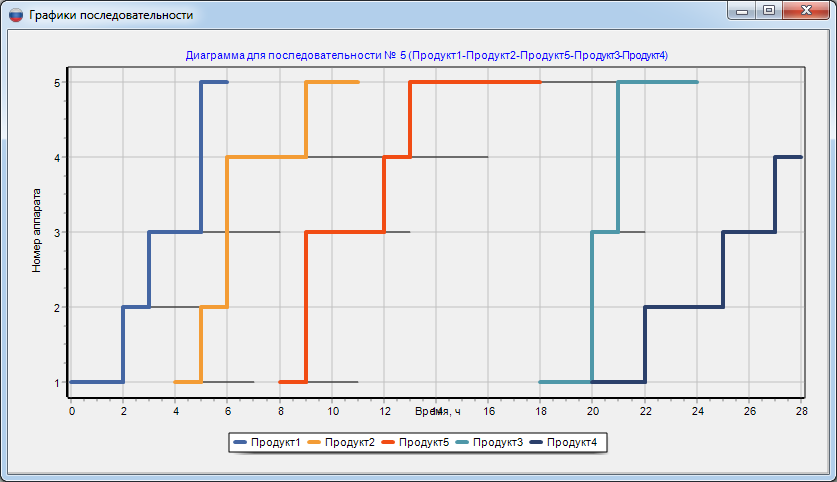 Графики последовательности
Диаграмма для последовательности № 5 (Продукт1-Продукт2-Продукт5-Продукт3-Продукт4)
Номер аппарата
5
4
3
2
1
0 2 4 6 8 10 12 14 16 18 20 22 24 26 28
Время, ч
Продукт1 Продукт2 Продукт5 Продукт3 Продукт4